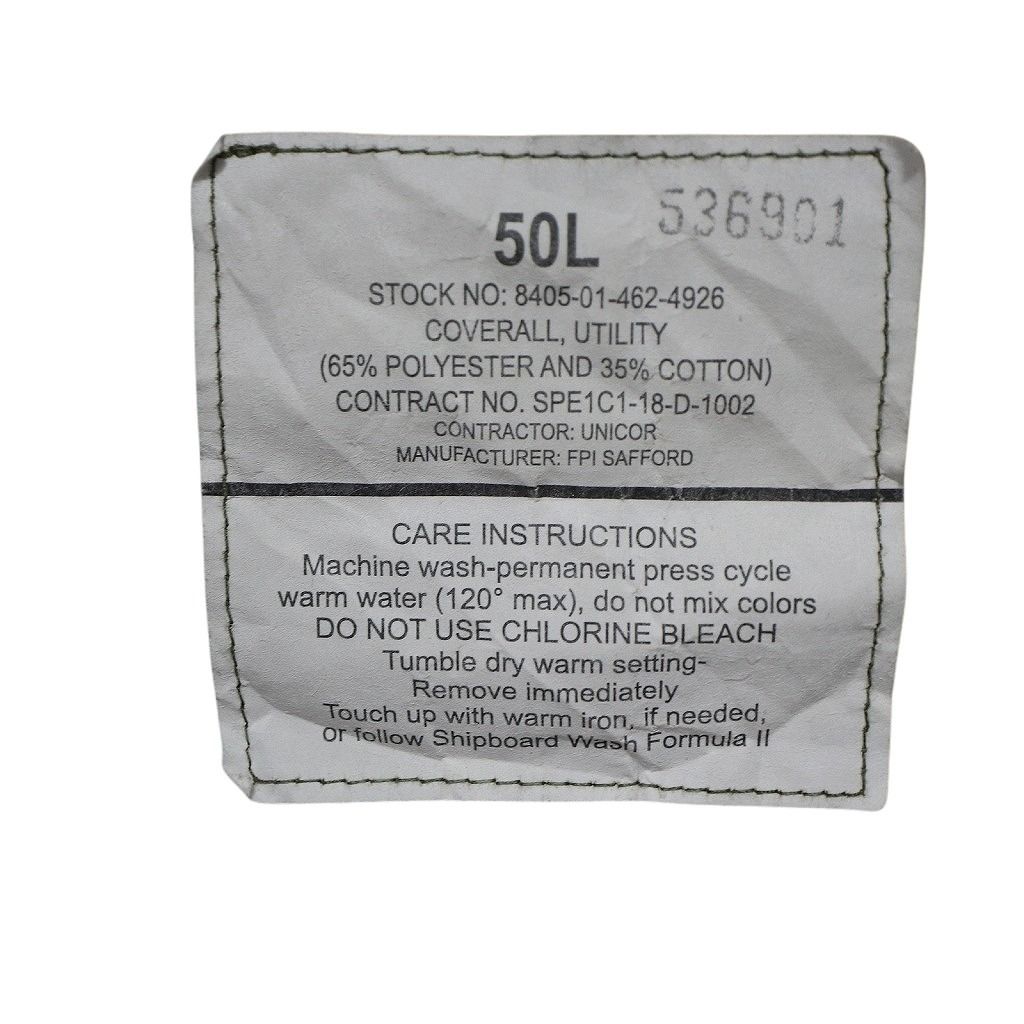 536901
50L
STOCK NO: 8405-01-462-4926
COVERALL, UTILITY
(65% POLYESTER AND 35% COTTON)
CONTRACT NO. SPE1C1-18-D-1002
CONTRACTOR: UNICOR
MANUFACTURER: FPI SAFFORD
CARE INSTRUCTIONS
Machine wash-permanent press cycle
warm water (120° max), do not mix colors
DO NOT USE CHLORINE BLEACH
Tumble dry warm setting-
Remove immediately
Touch up with warm iron, if needed,
or follow Shipboard Wash Formula II